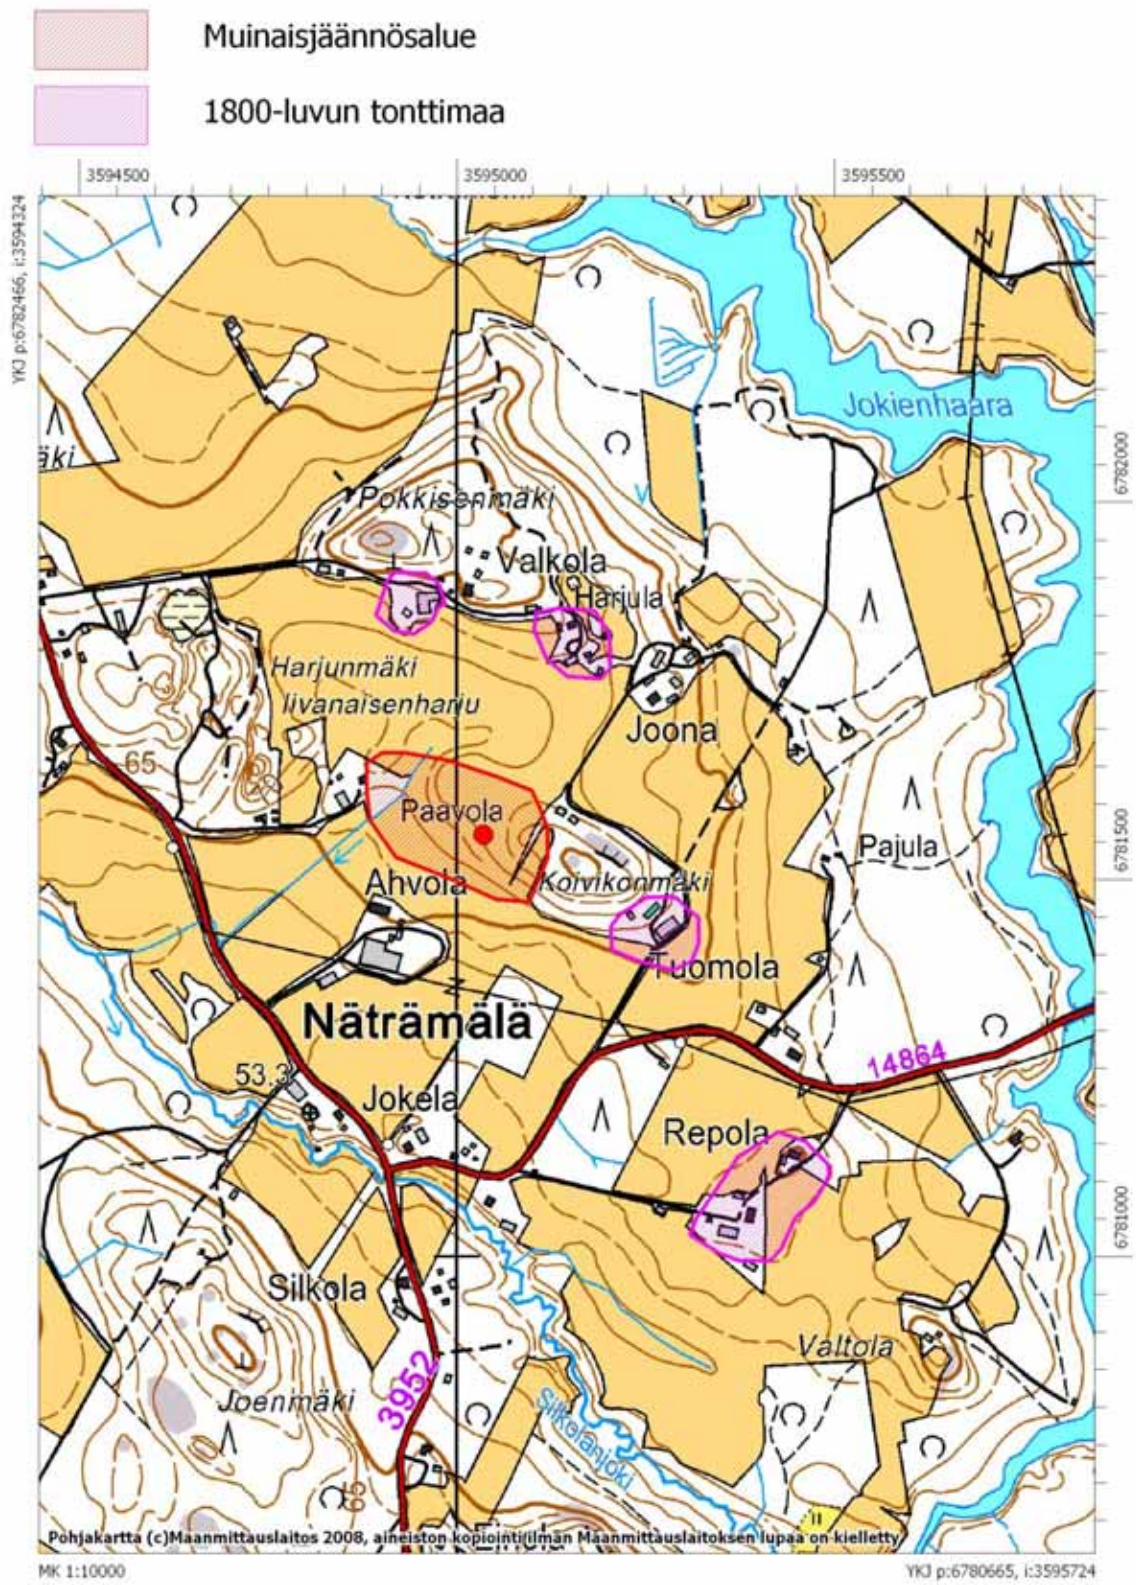 Muinaisjäännösalue
1800-luvun tonttimaa
3594500
3595000
3595500
YKJ p:6782466, i:3594324
Jokienhaara
6782000
äki
Pokkisenmäki
Valkola
Harjula
Harjunmäki
Iivanaisenharju
Joona
65
Paavola
Pajula
6781500
Ahvola
Koivikonmäki
Tuomola
Näträmälä
14864
53.3
Jokela
Repola
6781000
Silkola
Valtola
Joenmäki
3952
Silkolanjoki
65
Pohjakartta (c)Maanmittauslaitos 2008, aineiston kopiointi ilman Maanmittauslaitoksen lupaa on kielletty
MK 1:10000
YKJ p:6780665, i:3595724